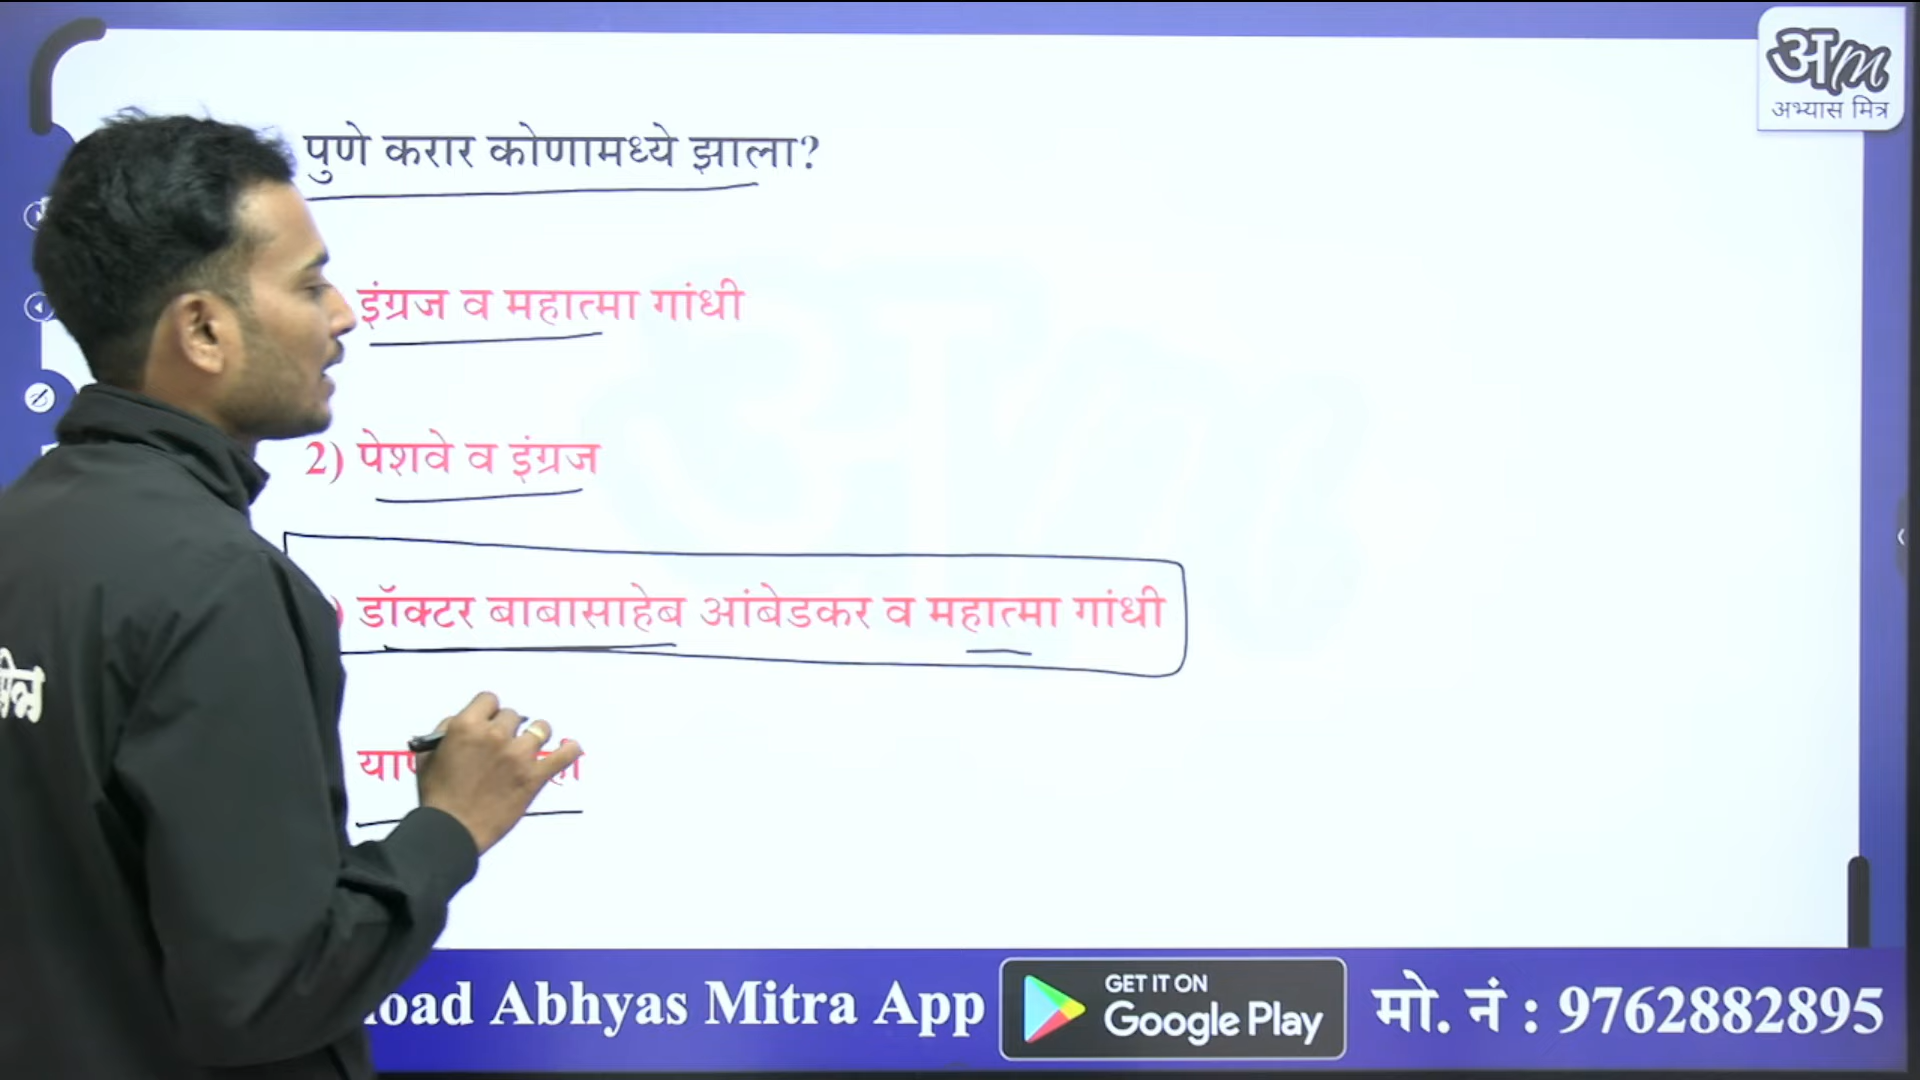 अm
अभ्यास मित्र
पुणे करार कोणामध्ये झाला?
इंग्रज व महात्मा गांधी
2) पेशवे व इंग्रज
) डॉक्टर बाबासाहेब आंबेडकर व महात्मा गांधी
Abhyas Mitra App
GET IT ON
Google Play
मो. नं : 9762882895